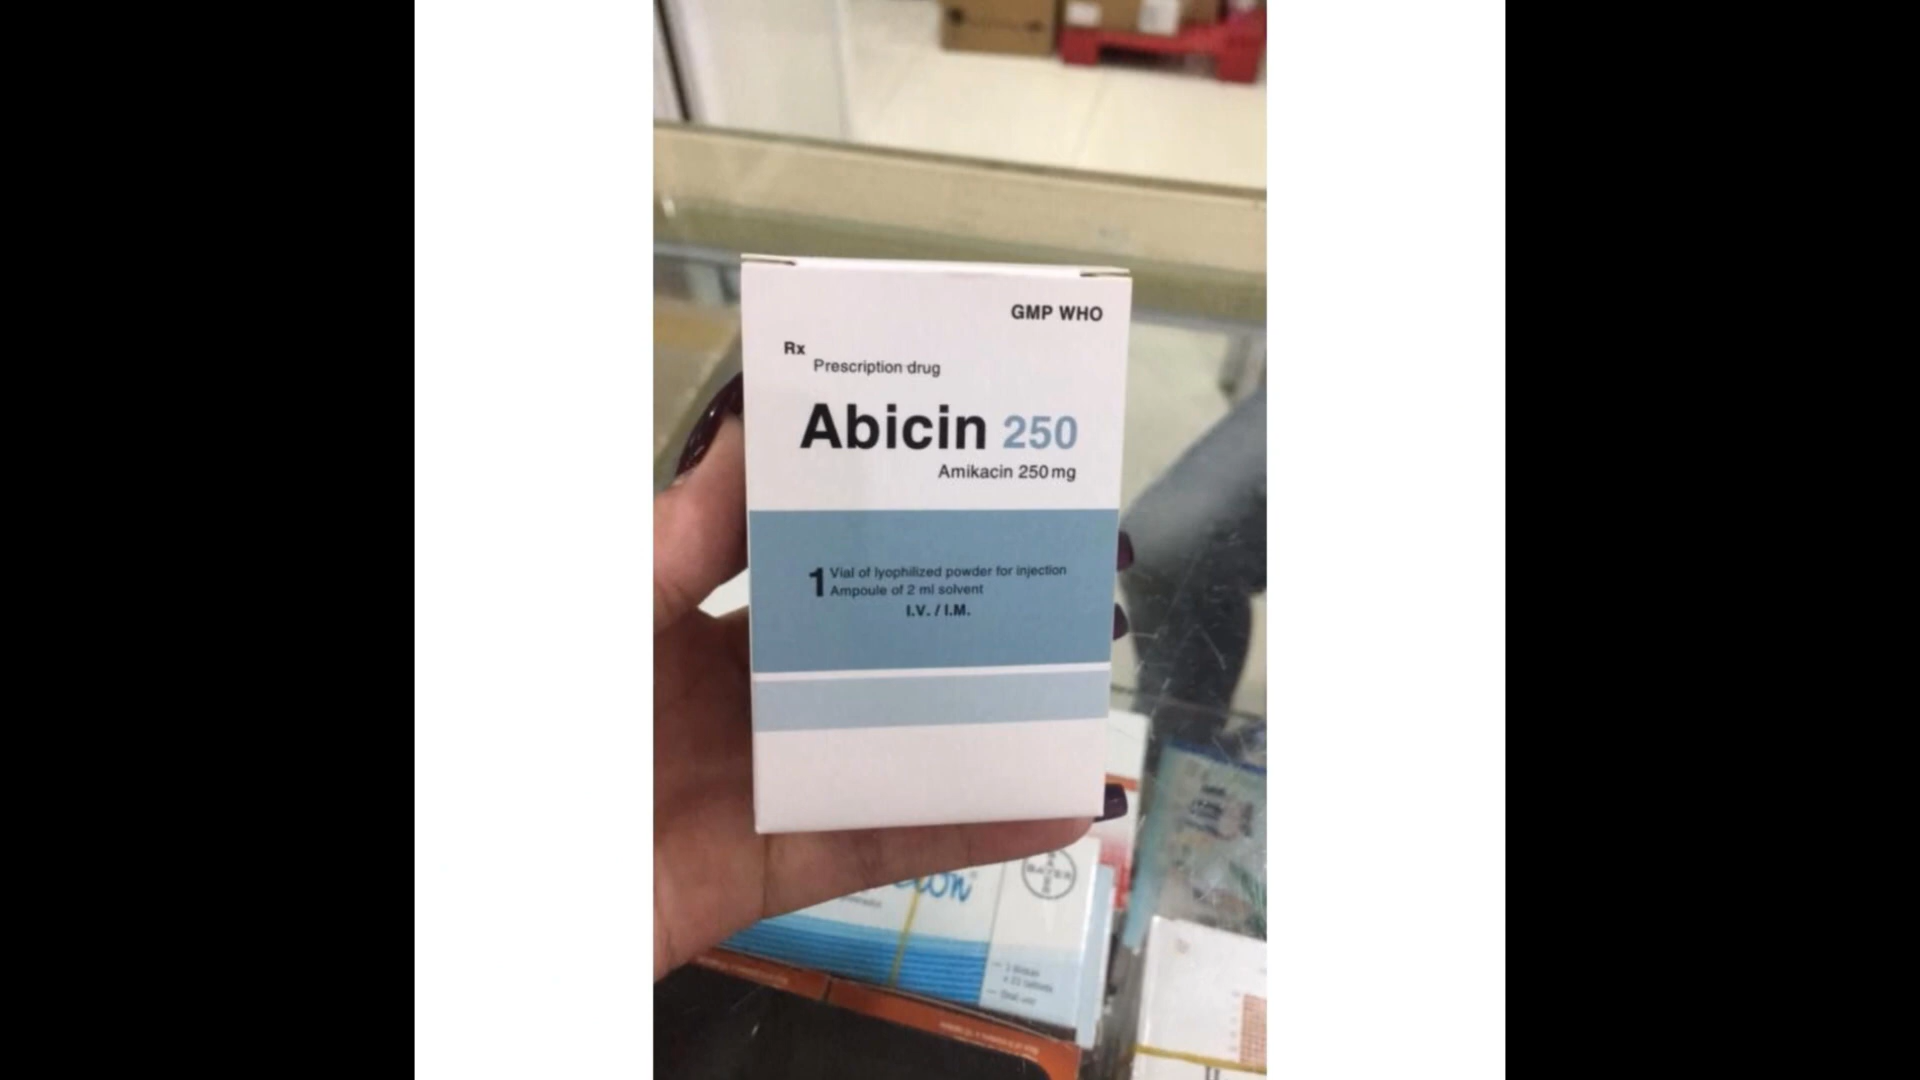 GMP WHO
Rx
Prescription drug
Abicin 250
Amikacin 250 mg
1 Vial of lyophilized powder for injection
Ampoule of 2 ml solvent
I.V. / I.M.
BAYER